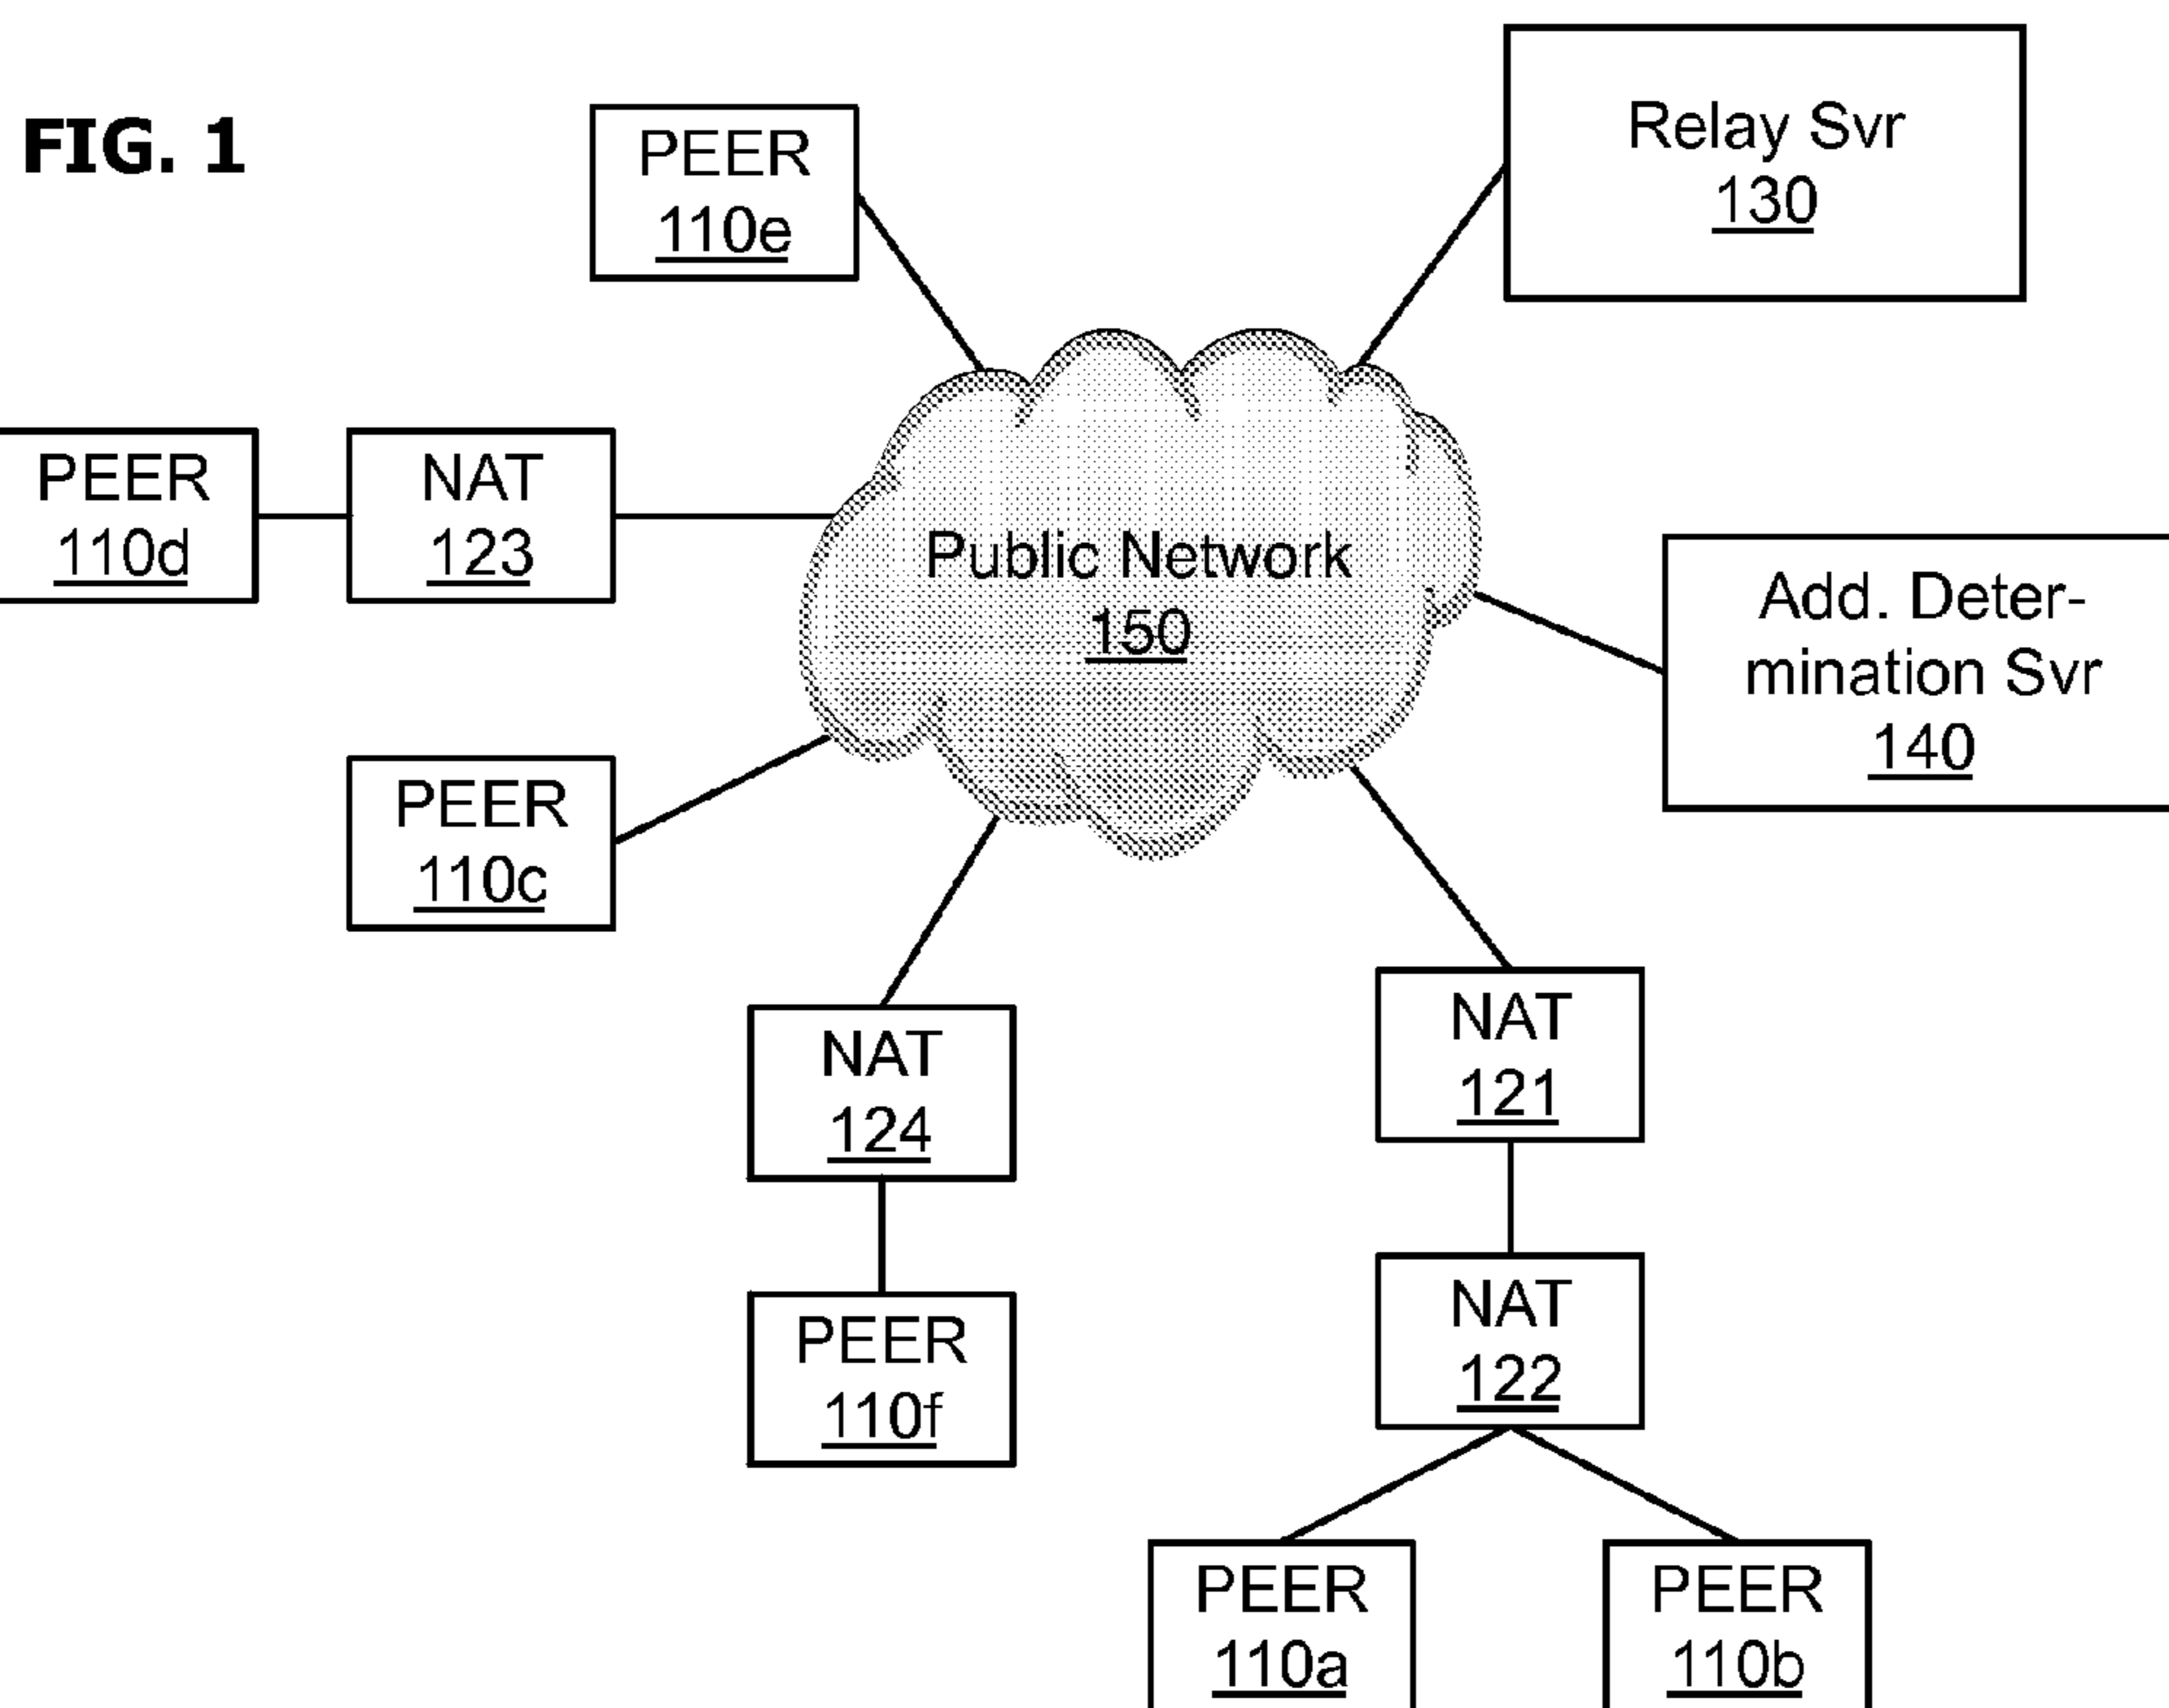 FIG. 1
PEER
110e
Relay Svr
130
PEER
110d
NAT
123
Public Network
150
Add. Deter-
mination Svr
140
PEER
110c
NAT
124
NAT
121
PEER
110f
NAT
122
PEER
110a
PEER
110b